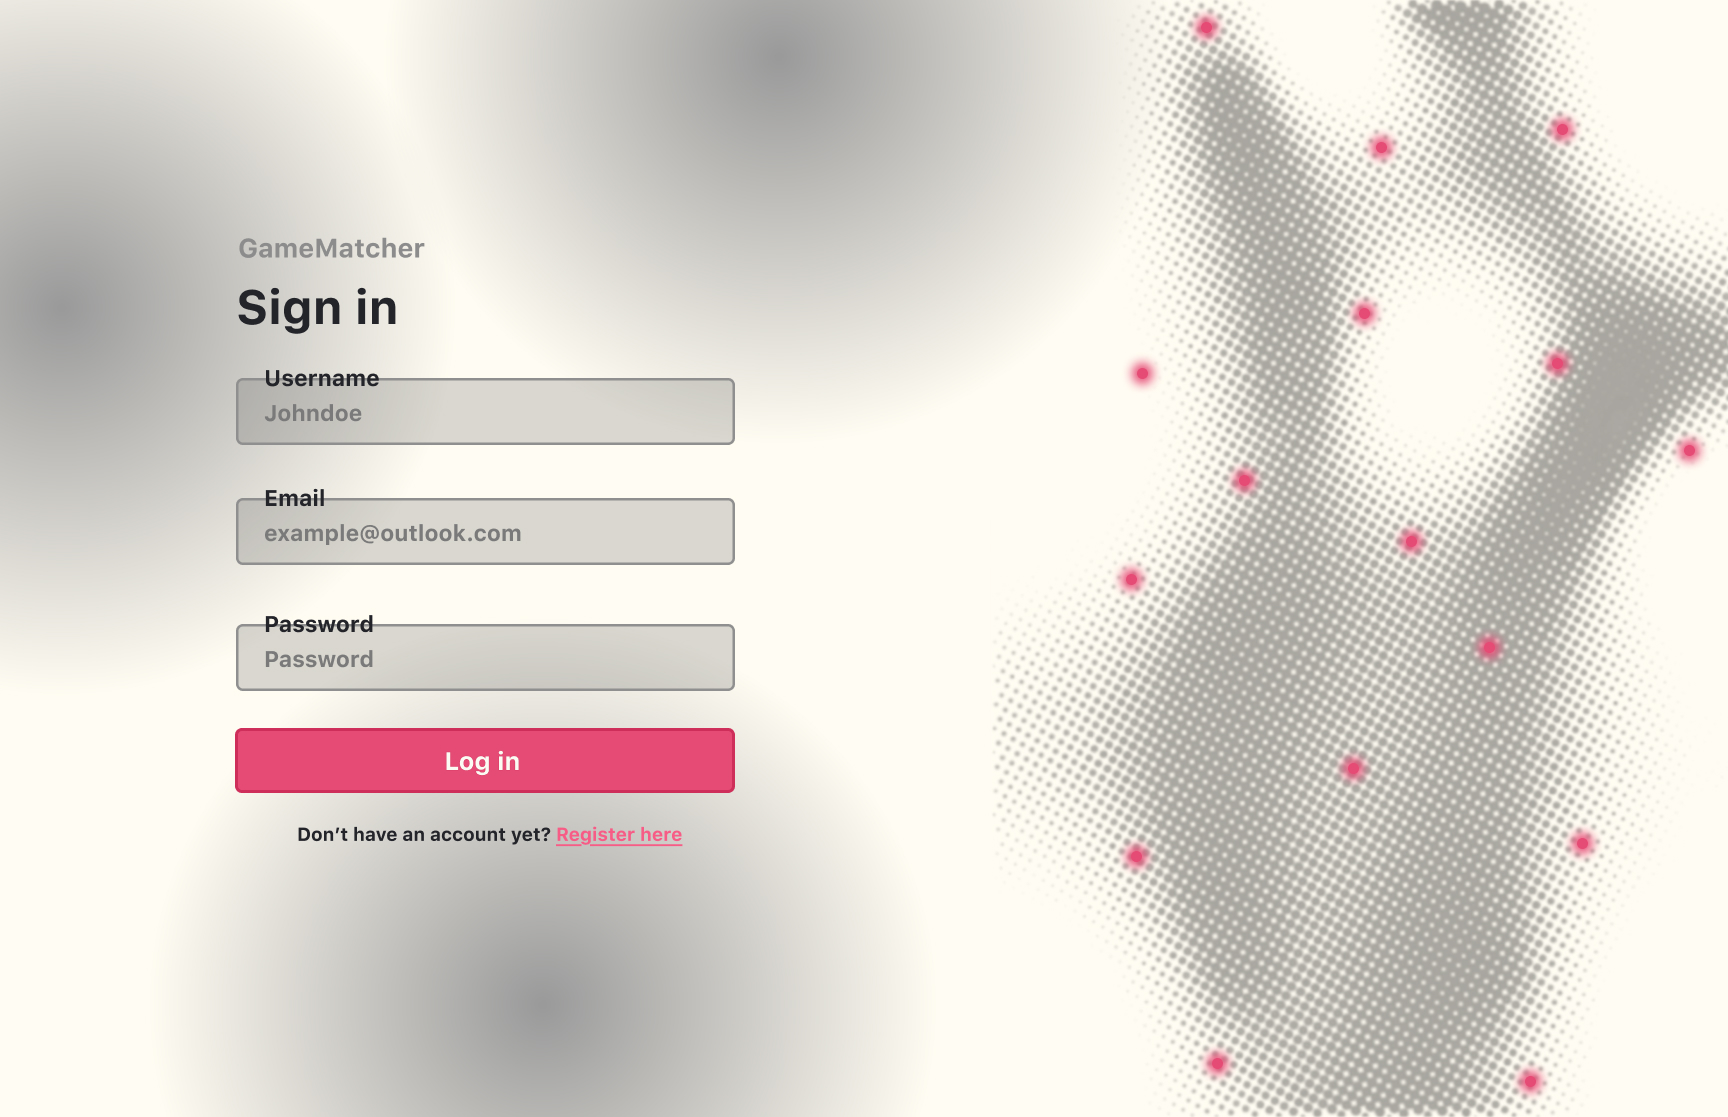 GameMatcher
Sign in
Username
Johndoe
Email
example@outlook.com
Password
Password
Log in
Don’t have an account yet? Register here